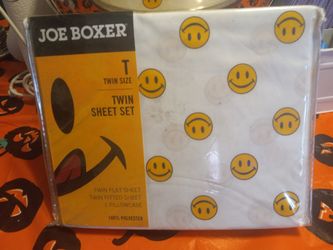 JOE BOXER
T
TWIN SIZE
TWIN
SHEET SET
TWIN FLAT SHEET
TWIN FITTED SHEET
1 PILLOWCASE
100% POLYESTER